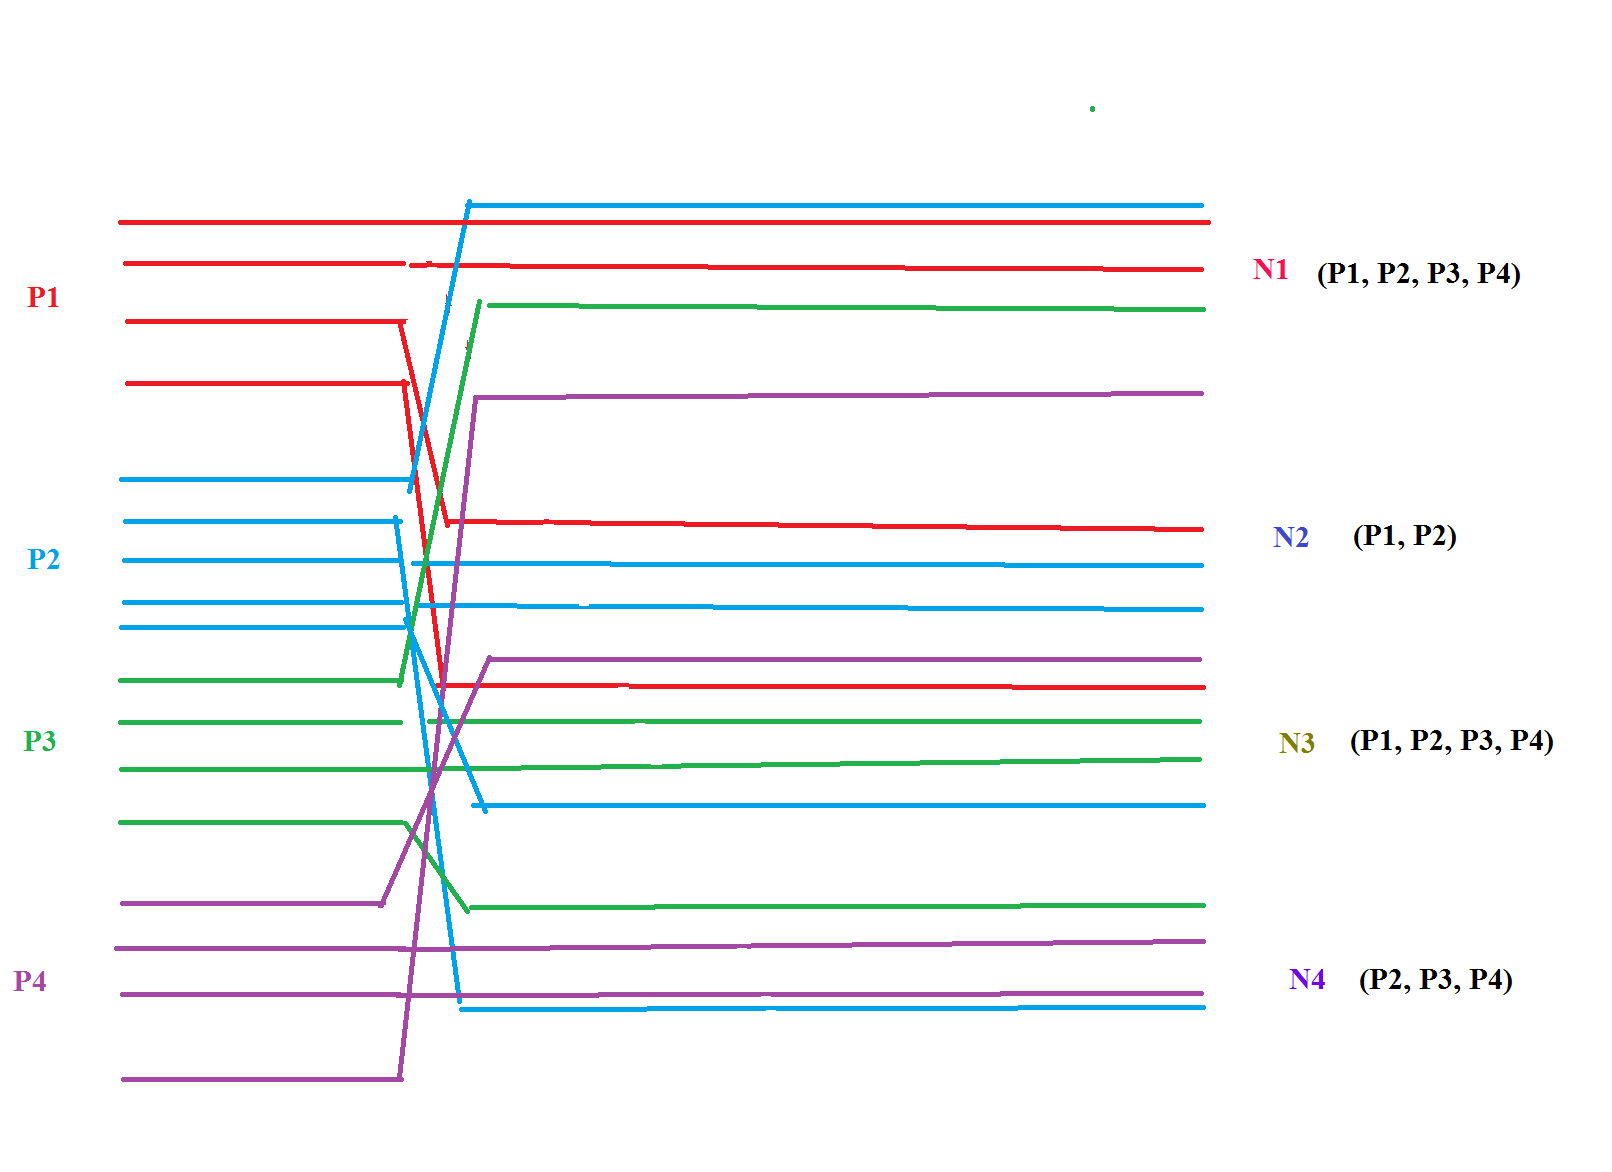 P1
N1 (P1, P2, P3, P4)
P2
N2 (P1, P2)
P3
N3 (P1, P2, P3, P4)
P4
N4 (P2, P3, P4)